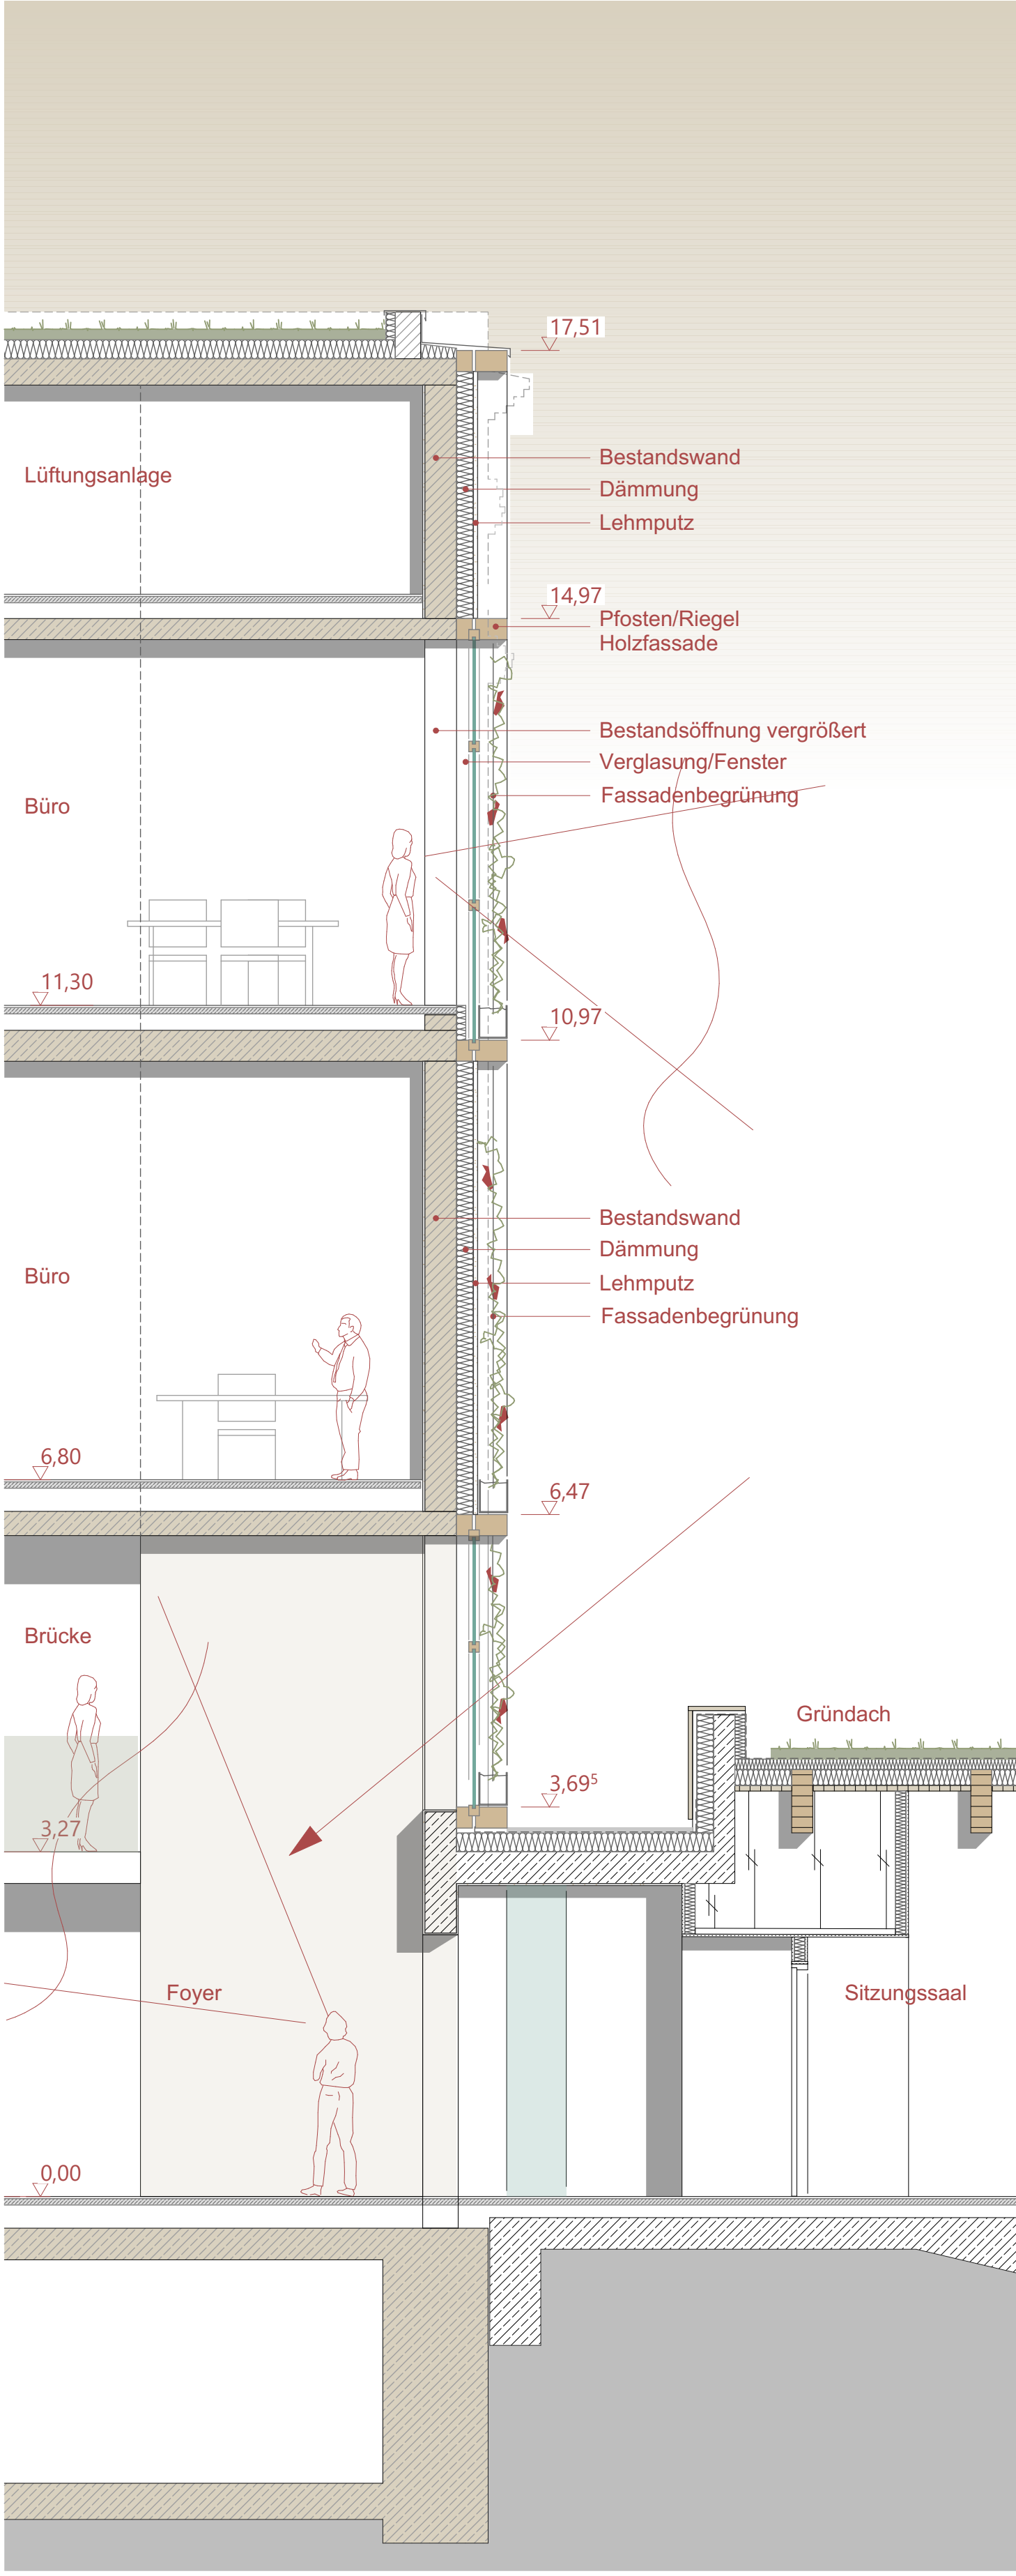 17,51
Bestandswand
Lüftungsanlage
Dämmung
Lehmputz
14,97
Pfosten/Riegel
Holzfassade
Bestandsöffnung vergrößert
Verglasung/Fenster
Fassadenbegrünung
Büro
11,30
10,97
Bestandswand
Dämmung
Büro
Lehmputz
Fassadenbegrünung
6,80
6,47
Brücke
Gründach
3,69⁵
3,27
Foyer
Sitzungssaal
0,00